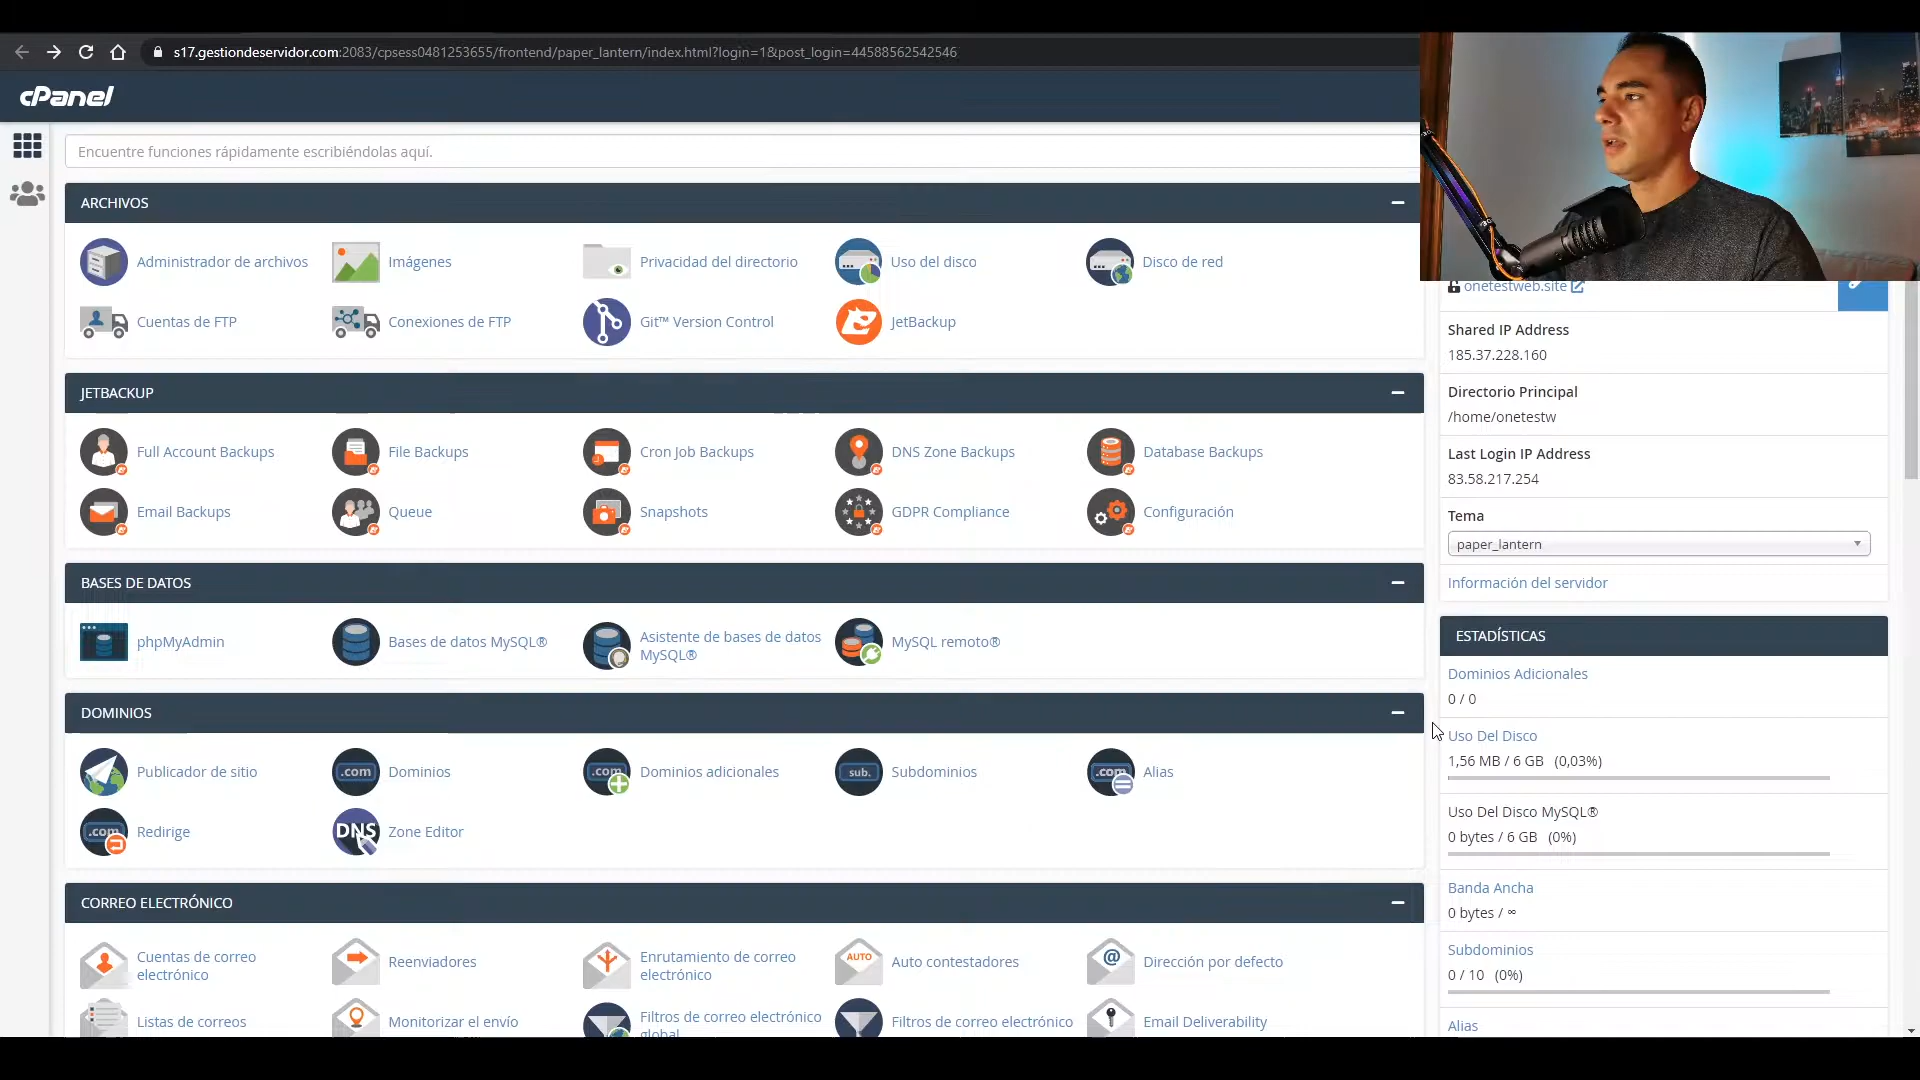 s17.gestiondeservidor.com:2083/cpsess0481253655/frontend/paper_lantern/index.html?login=1&post_login=44588562542546
cPanel
Encuentre funciones rápidamente escribiéndolas aquí.
ARCHIVOS
Administrador de archivos
Imágenes
Privacidad del directorio
Uso del disco
Disco de red
Cuentas de FTP
Conexiones de FTP
Git™ Version Control
JetBackup
JETBACKUP
Full Account Backups
File Backups
Cron Job Backups
DNS Zone Backups
Database Backups
Email Backups
Queue
Snapshots
GDPR Compliance
Configuración
BASES DE DATOS
phpMyAdmin
Bases de datos MySQL®
Asistente de bases de datos
MySQL®
MySQL remoto®
DOMINIOS
Publicador de sitio
.com
Dominios
.com
Dominios adicionales
sub.
Subdominios
.com
Alias
.com
Redirige
DNS
Zone Editor
CORREO ELECTRÓNICO
Cuentas de correo
electrónico
Reenviadores
Enrutamiento de correo
electrónico
AUTO
Auto contestadores
@
Dirección por defecto
Listas de correos
Monitorizar el envío
Filtros de correo electrónico
global
Filtros de correo electrónico
Email Deliverability
onetestweb.site
Shared IP Address
185.37.228.160
Directorio Principal
/home/onetestw
Last Login IP Address
83.58.217.254
Tema
paper_lantern
Información del servidor
ESTADÍSTICAS
Dominios Adicionales
0 / 0
Uso Del Disco
1,56 MB / 6 GB (0,03%)
Uso Del Disco MySQL®
0 bytes / 6 GB (0%)
Banda Ancha
0 bytes / ∞
Subdominios
0 / 10 (0%)
Alias